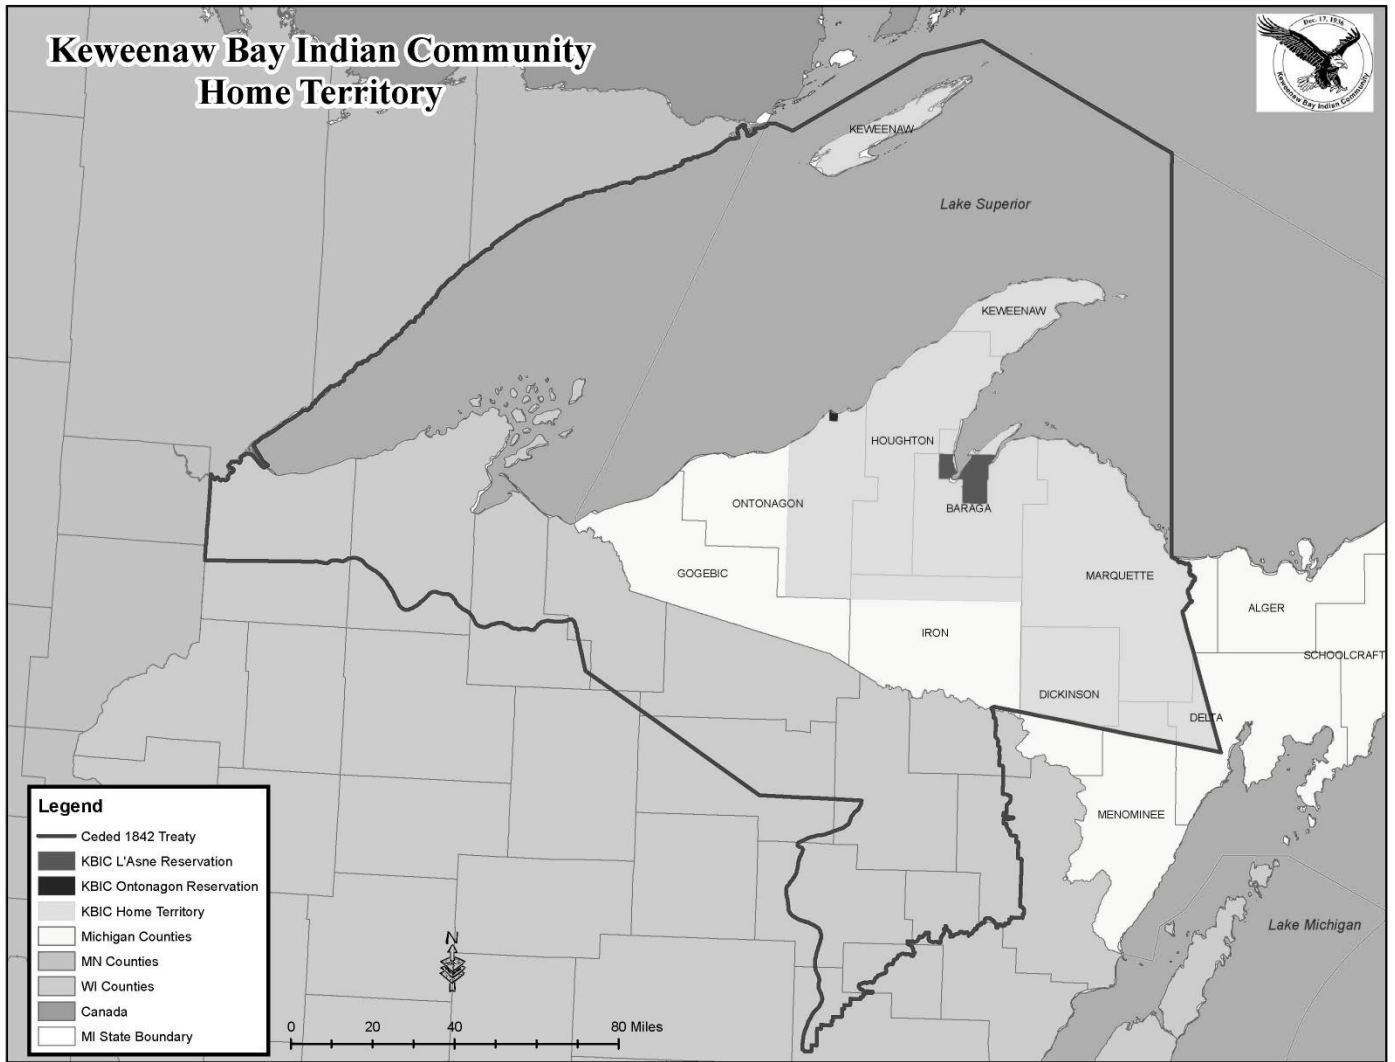 Keweenaw Bay Indian Community
Home Territory
Dec. 17, 1936
Keweenaw Bay Indian Community
KEWEENAW
Lake Superior
KEWEENAW
HOUGHTON
ONTONAGON
BARAGA
GOGEBIC
MARQUETTE
ALGER
IRON
SCHOOLCRAFT
DICKINSON
DELTA
MENOMINEE
Lake Michigan
Legend
Ceded 1842 Treaty
KBIC L'Asne Reservation
KBIC Ontonagon Reservation
KBIC Home Territory
Michigan Counties
MN Counties
WI Counties
Canada
MI State Boundary
N
0 20 40 80 Miles